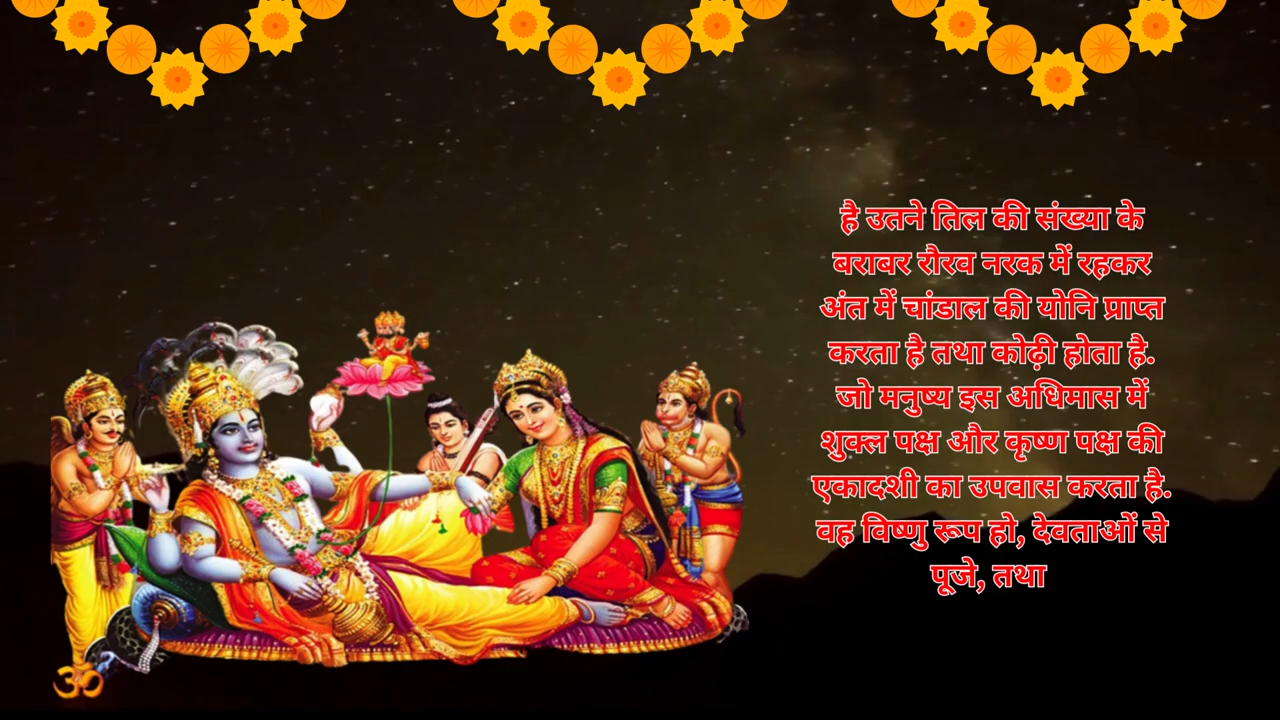 है उतने तिल की संख्या के
बराबर रौरव नरक में रहकर
अंत में चांडाल की योनि प्राप्त
करता है तथा कोढ़ी होता है.
जो मनुष्य इस अधिमास में
शुक्ल पक्ष और कृष्ण पक्ष की
एकादशी का उपवास करता है.
वह विष्णु रूप हो, देवताओं से
पूजे, तथा
ॐ